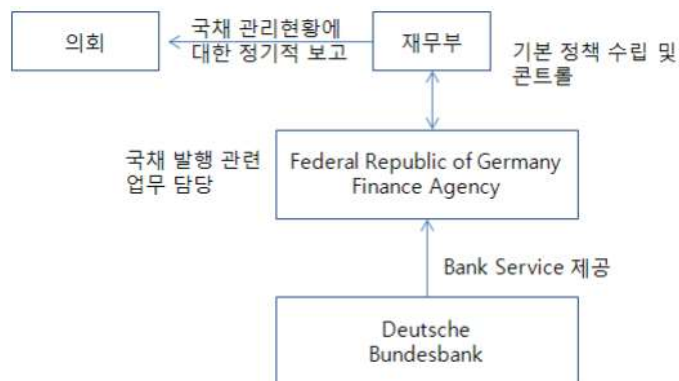 의회
국채 관리현황에
대한 정기적 보고
재무부
기본 정책 수립 및
콘트롤
국채 발행 관련
업무 담당
Federal Republic of Germany
Finance Agency
Bank Service 제공
Deutsche
Bundesbank